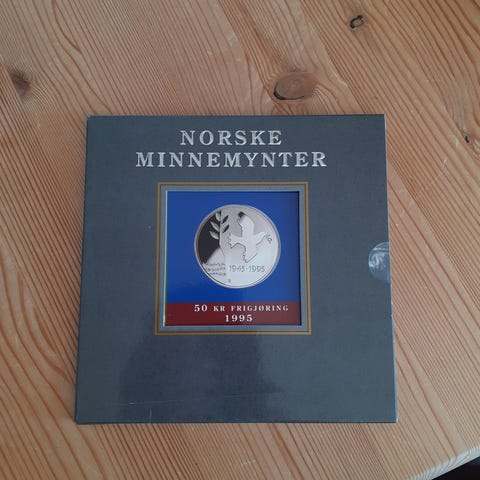 NORSKE
MINNEMYNTER
1945-1995
50 KR FRIGJØRING
1995